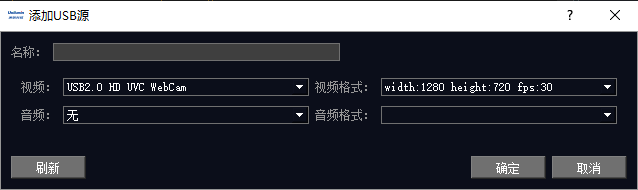 添加USB源
?
名称：
视频： USB2.0 HD UVC WebCam 视频格式： width:1280 height:720 fps:30
音频： 无 音频格式：
刷新 确定 取消